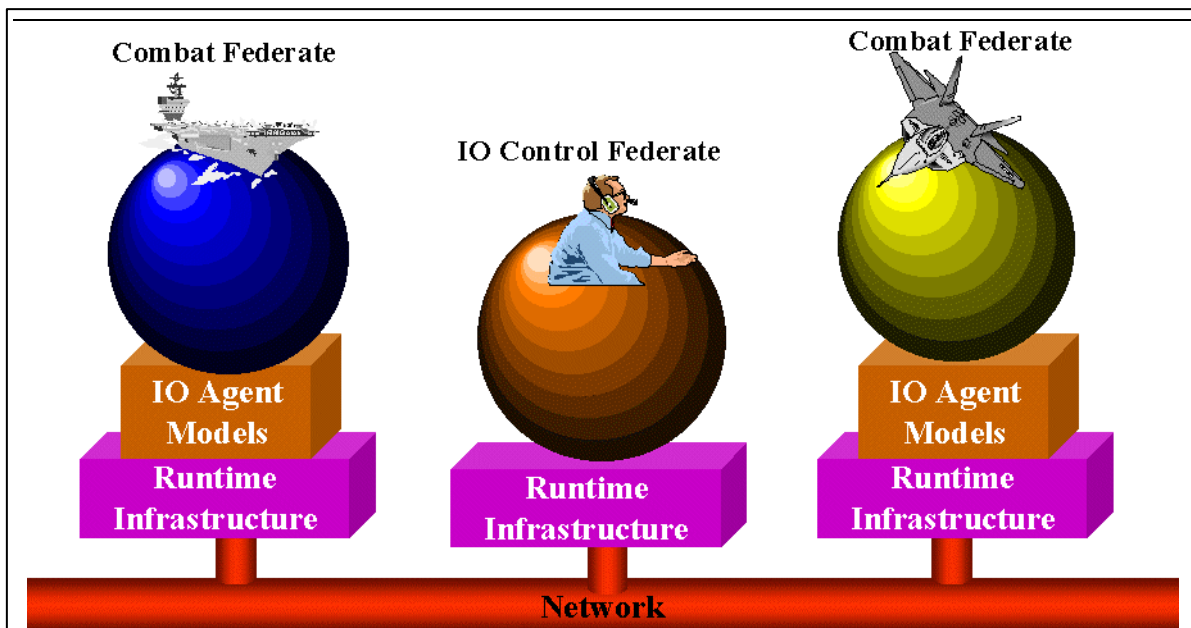 Combat Federate
IO Agent
Models
Runtime
Infrastructure
IO Control Federate
Runtime
Infrastructure
Combat Federate
IO Agent
Models
Runtime
Infrastructure
Network